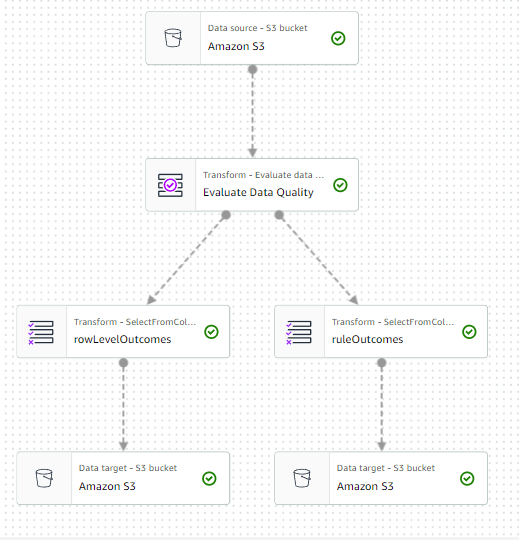 Data source - S3 bucket
Amazon S3
Transform - Evaluate data ...
Evaluate Data Quality
Transform - SelectFromCol...
rowLevelOutcomes
Transform - SelectFromCol...
ruleOutcomes
Data target - S3 bucket
Amazon S3
Data target - S3 bucket
Amazon S3